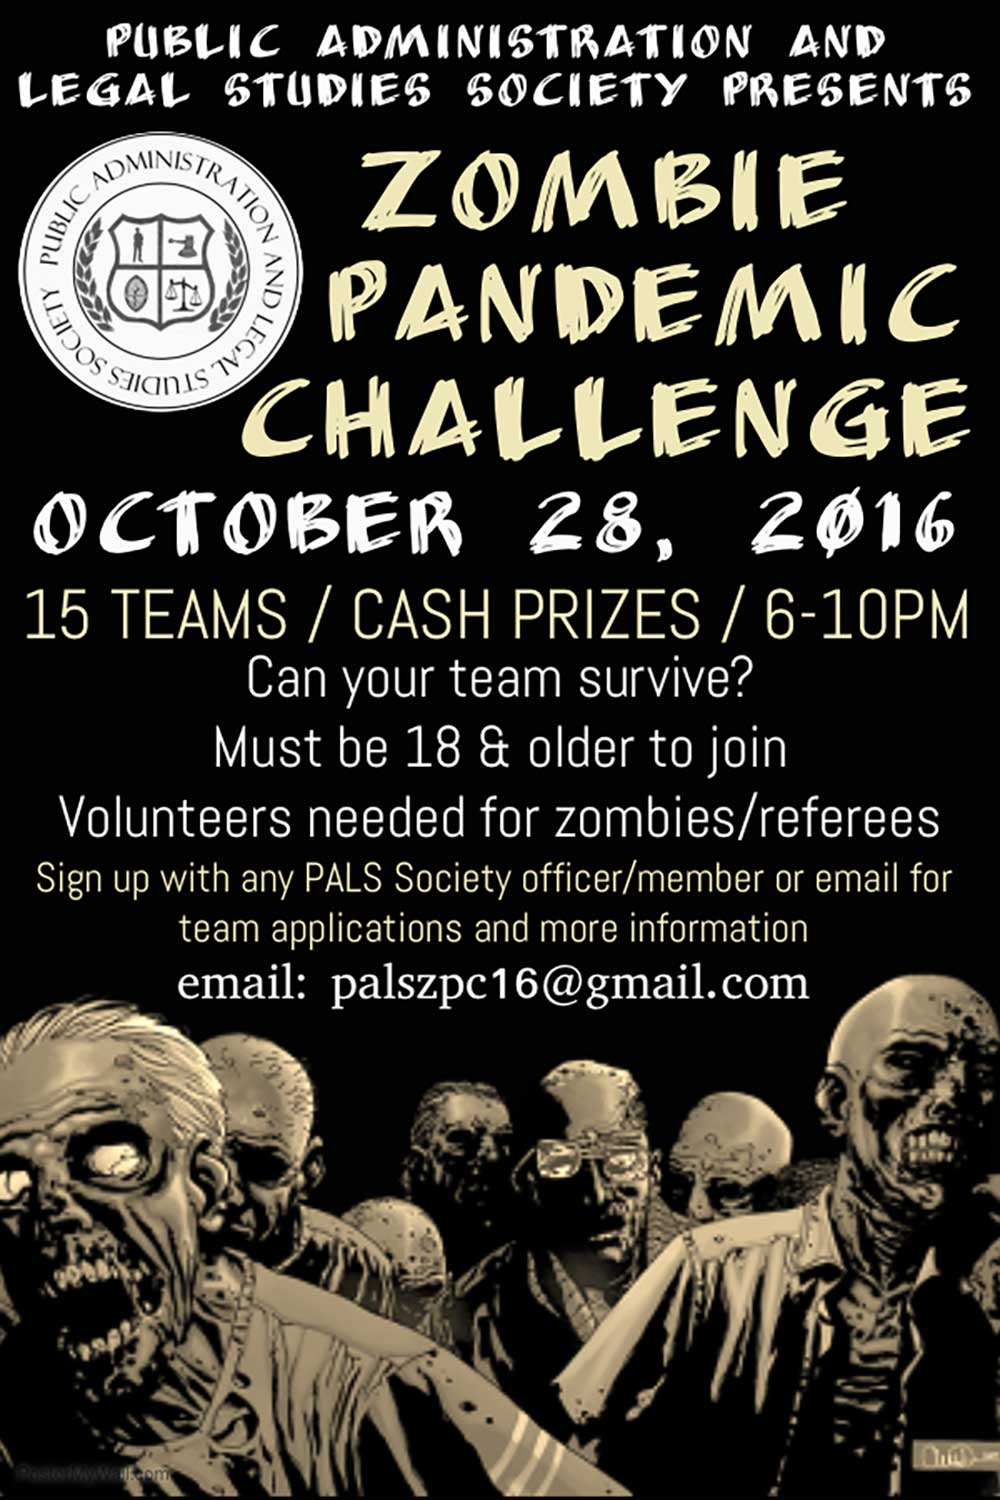 PUBLIC ADMINISTRATION AND
LEGAL STUDIES SOCIETY PRESENTS
PUBLIC ADMINISTRATION AND LEGAL STUDIES SOCIETY
ZOMBIE
PANDEMIC
CHALLENGE
OCTOBER 28, 2016
15 TEAMS / CASH PRIZES / 6-10PM
Can your team survive?
Must be 18 & older to join
Volunteers needed for zombies/referees
Sign up with any PALS Society officer/member or email for
team applications and more information
email: palszpc16@gmail.com
PosterMyWall.com